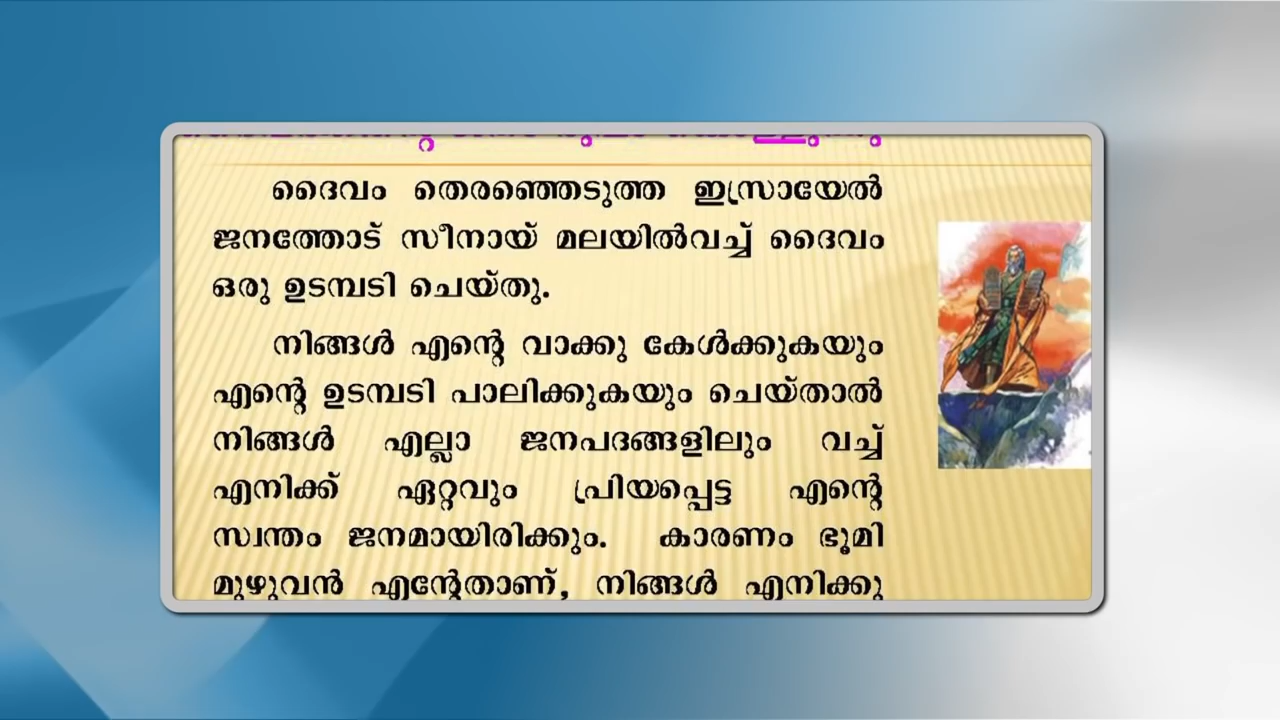 ദൈവം തെരഞ്ഞെടുത്ത ഇസ്രായേൽ
ജനത്തോട് സീനായ് മലയിൽവച്ച് ദൈവം
ഒരു ഉടമ്പടി ചെയ്തു.
നിങ്ങൾ എന്റെ വാക്കു കേൾക്കുകയും
എന്റെ ഉടമ്പടി പാലിക്കുകയും ചെയ്താൽ
നിങ്ങൾ എല്ലാ ജനപദങ്ങളിലും വച്ച്
എനിക്ക് ഏറ്റവും പ്രിയപ്പെട്ട എന്റെ
സ്വന്തം ജനമായിരിക്കും. കാരണം ഭൂമി
മുഴുവൻ എന്റേതാണ്, നിങ്ങൾ എനിക്കു